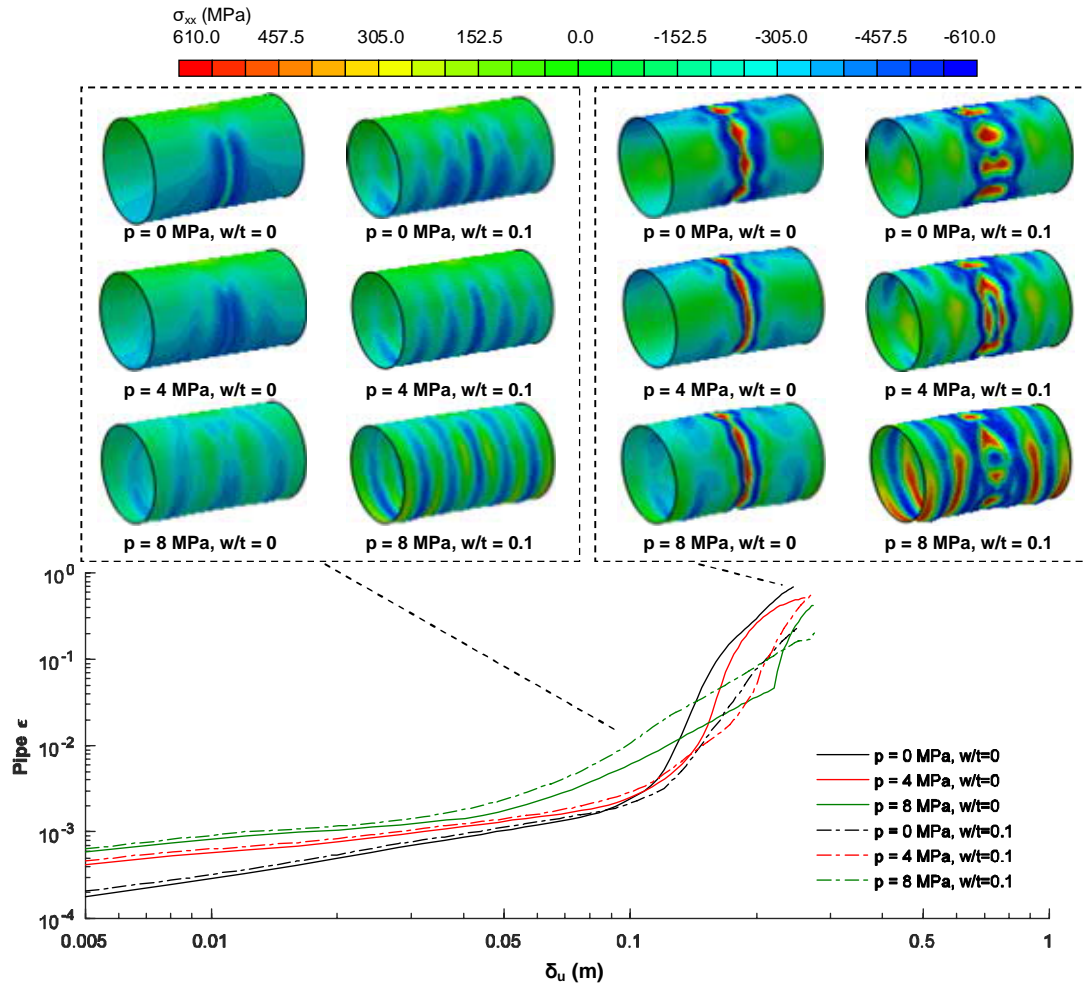 σxx (MPa)
610.0 457.5 305.0 152.5 0.0 -152.5 -305.0 -457.5 -610.0
p = 0 MPa, w/t = 0 p = 0 MPa, w/t = 0.1 p = 0 MPa, w/t = 0 p = 0 MPa, w/t = 0.1
p = 4 MPa, w/t = 0 p = 4 MPa, w/t = 0.1 p = 4 MPa, w/t = 0 p = 4 MPa, w/t = 0.1
p = 8 MPa, w/t = 0 p = 8 MPa, w/t = 0.1 p = 8 MPa, w/t = 0 p = 8 MPa, w/t = 0.1
10⁰
10⁻¹
10⁻²
10⁻³
10⁻⁴
Pipe ε
p = 0 MPa, w/t=0
p = 4 MPa, w/t=0
p = 8 MPa, w/t=0
p = 0 MPa, w/t=0.1
p = 4 MPa, w/t=0.1
p = 8 MPa, w/t=0.1
0.005 0.01 0.05 0.1 0.5 1
δu (m)